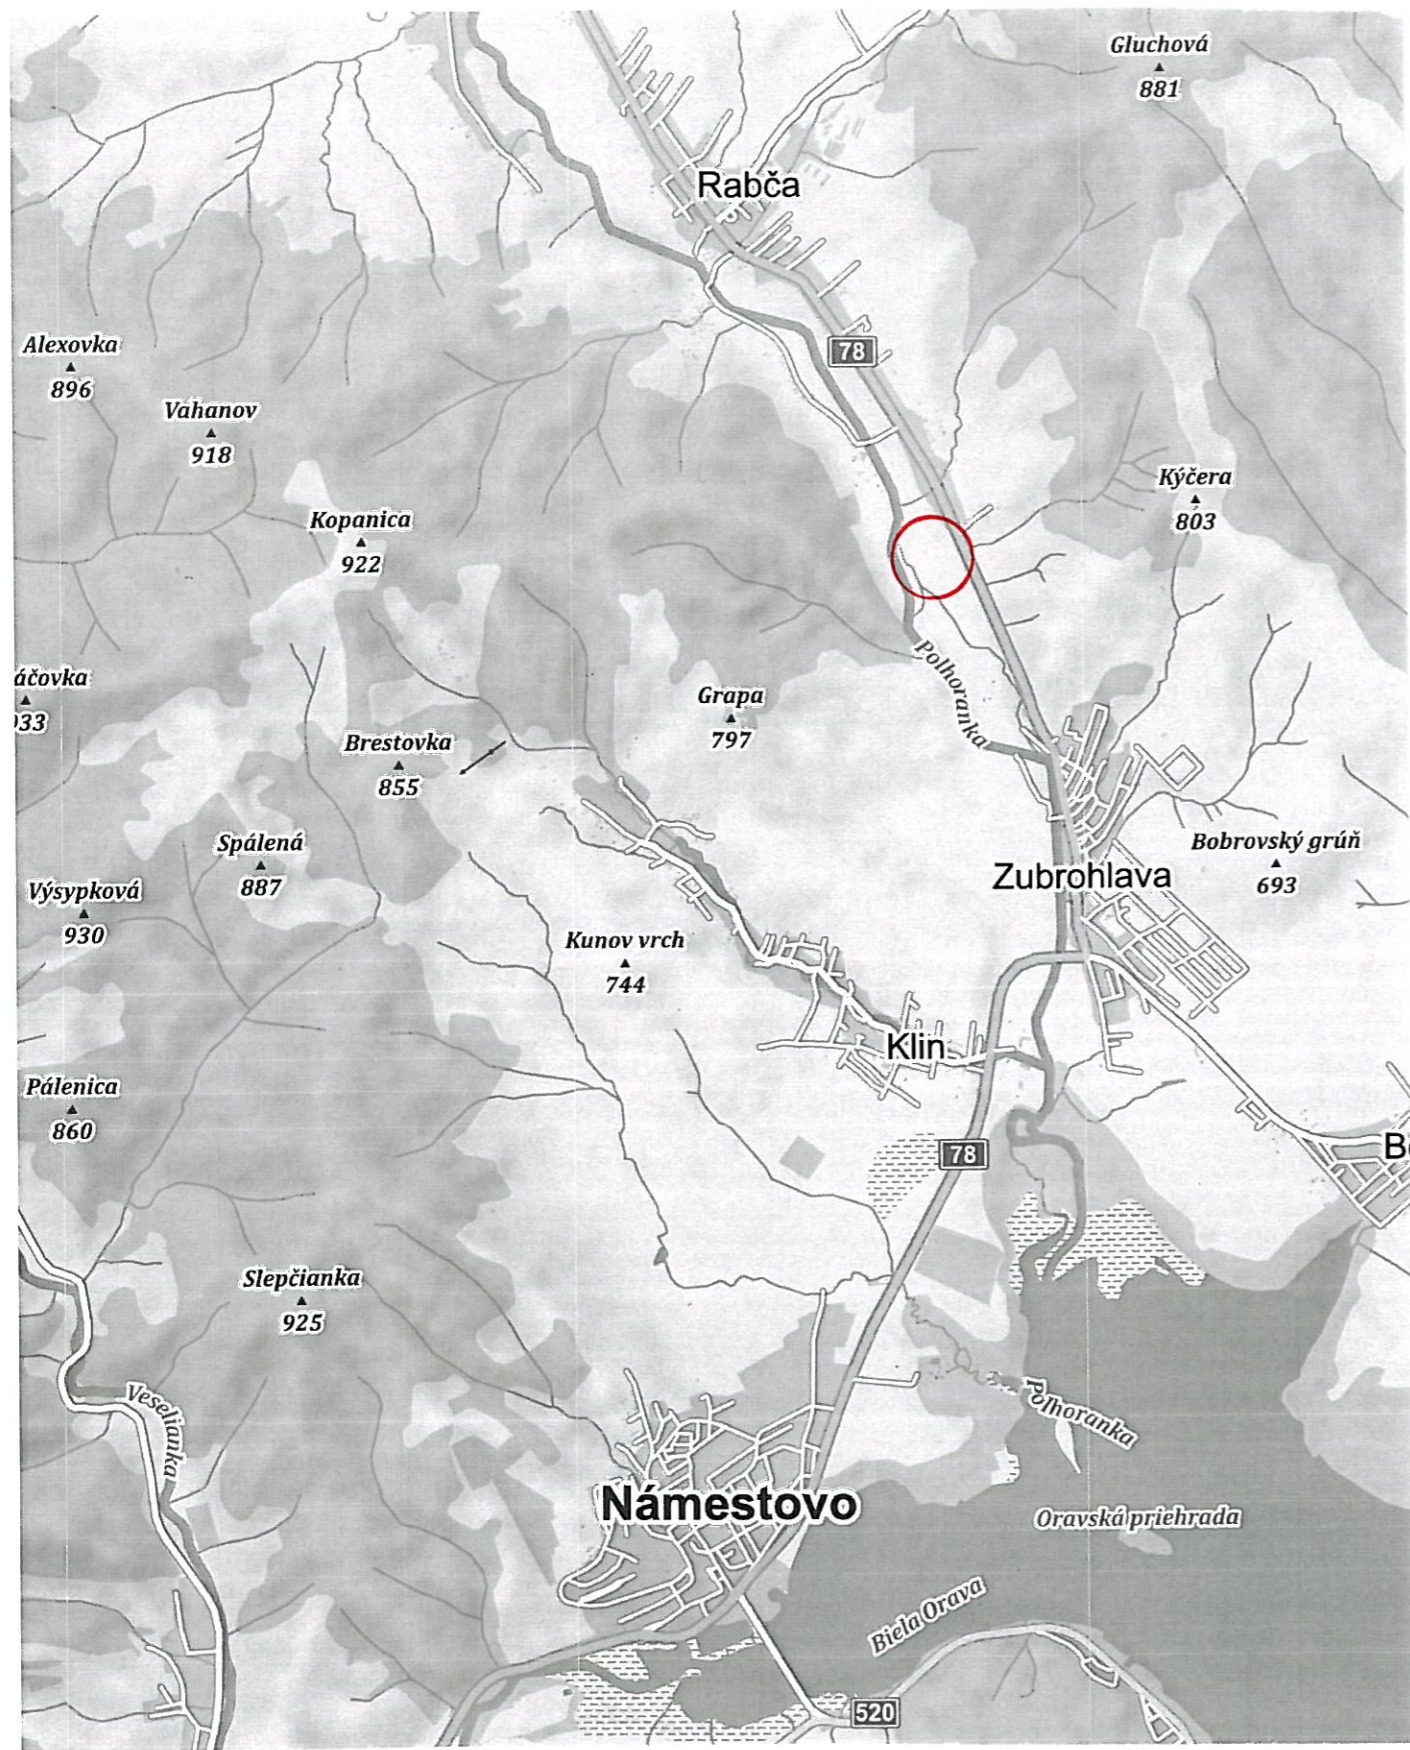 Gluchová
881
Rabča
Alexovka
896
78
Vahanov
918
Kýčera
803
Kopanica
922
Polhoranka
áčovka
033
Grapa
797
Brestovka
855
Spálená
887
Bobrovský grúň
693
Zubrohlava
Výsypková
930
Kunov vrch
744
Klin
Pálenica
860
78
Slepčianka
925
Veselianka
Polhoranka
Námestovo
Oravská priehrada
Biela Orava
520